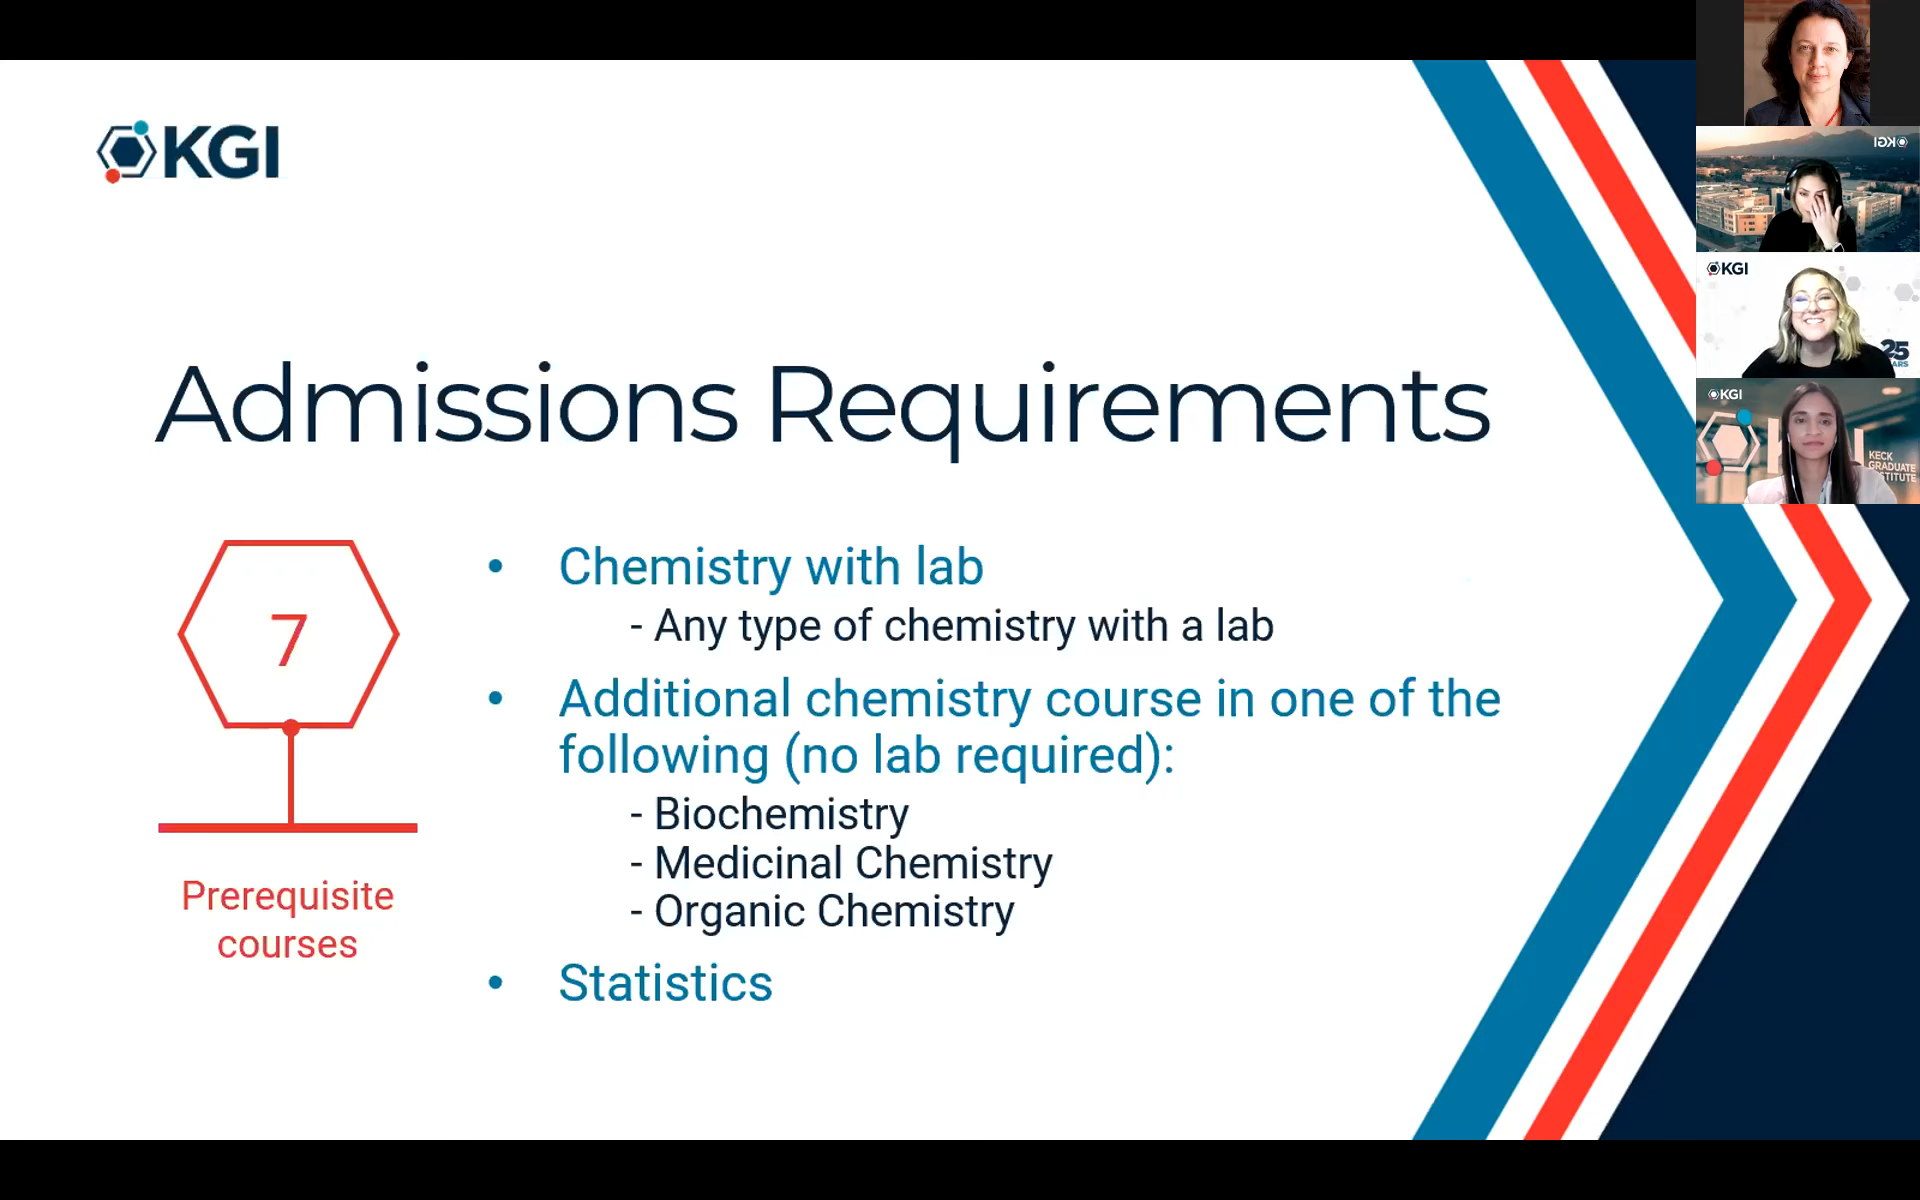 KGI
Admissions Requirements
7
Prerequisite
courses
• Chemistry with lab
- Any type of chemistry with a lab
• Additional chemistry course in one of the
following (no lab required):
- Biochemistry
- Medicinal Chemistry
- Organic Chemistry
• Statistics
KGI
KGI
25
KGI
KECK
GRADUATE